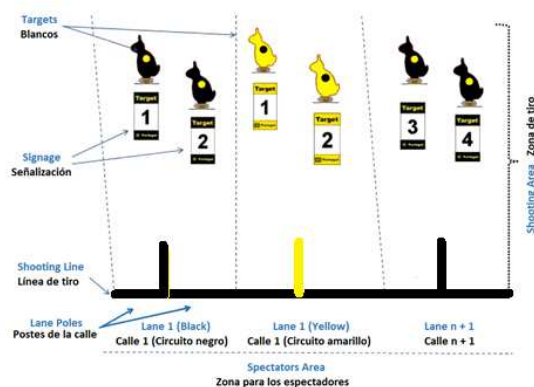 Targets
Blancos
Target
1
Target
2
Target
1
Target
2
Target
3
Target
4
Signage
Señalización
Shooting Area
Zona de tiro
Shooting Line
Línea de tiro
Lane Poles
Postes de la calle
Lane 1 (Black)
Calle 1 (Circuito negro)
Lane 1 (Yellow)
Calle 1 (Circuito amarillo)
Lane n + 1
Calle n + 1
Spectators Area
Zona para los espectadores